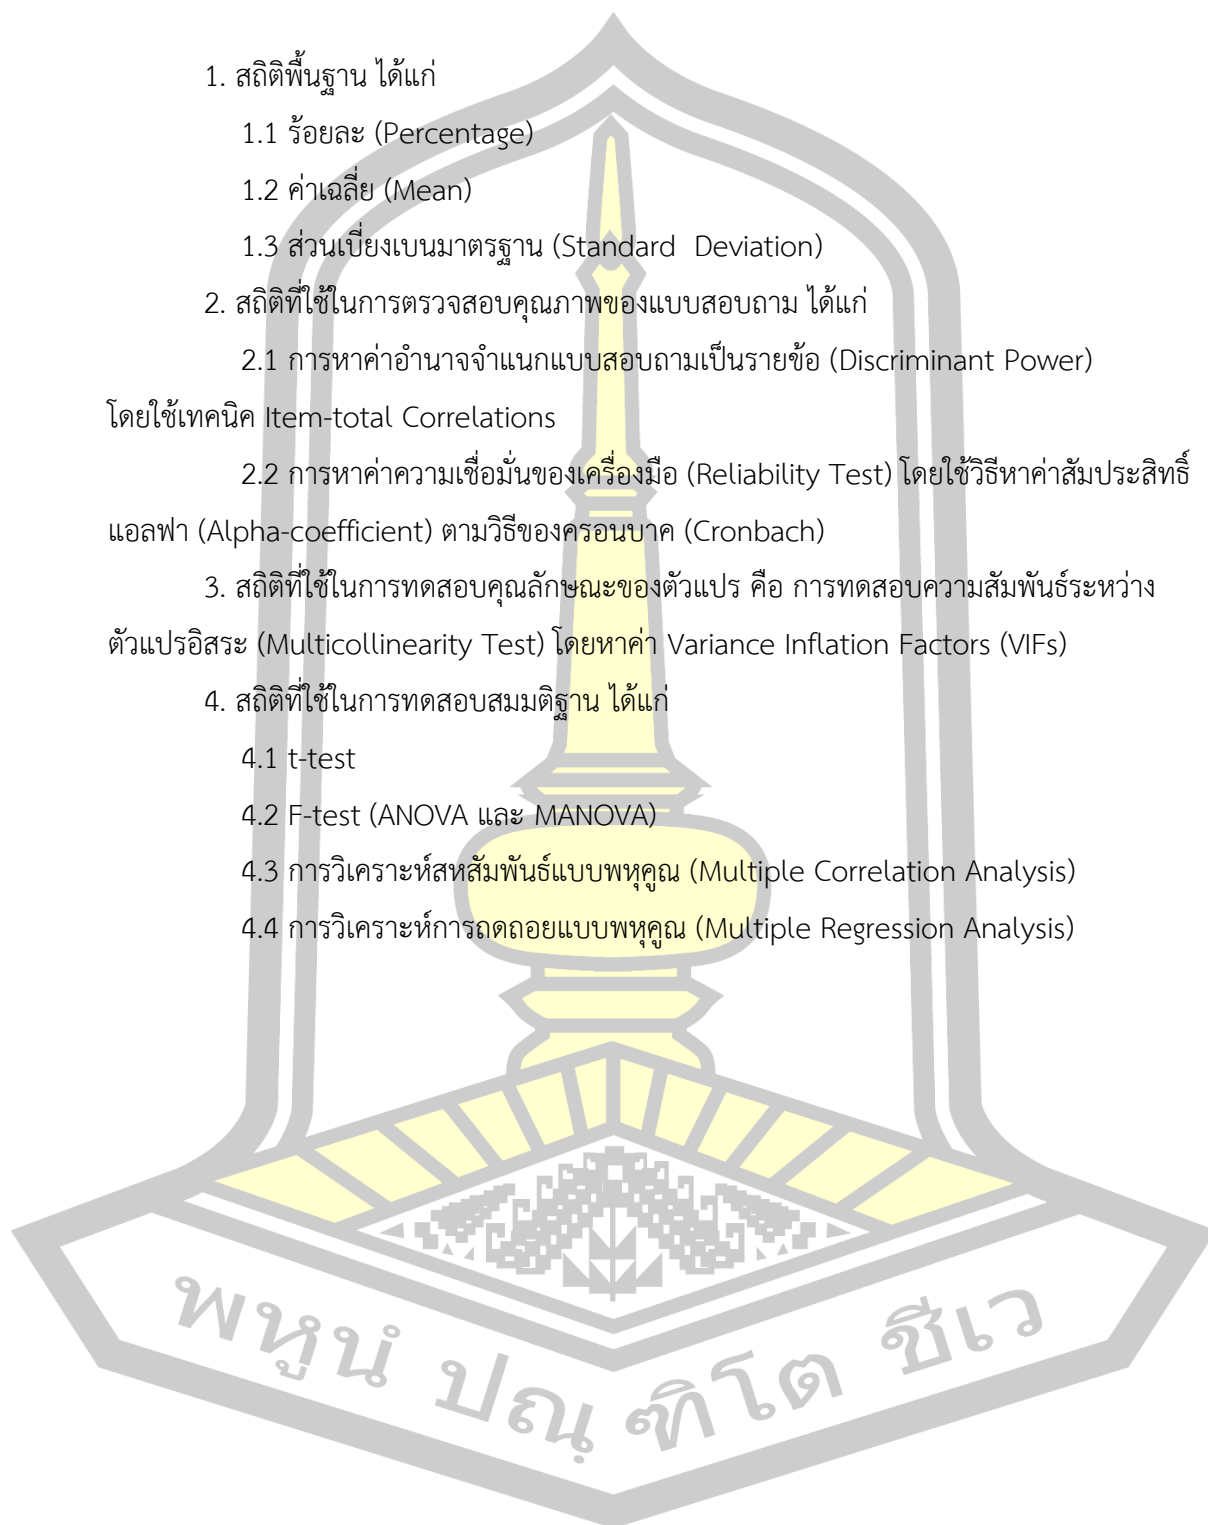 1. สถิติพื้นฐาน ได้แก่
1.1 ร้อยละ (Percentage)
1.2 ค่าเฉลี่ย (Mean)
1.3 ส่วนเบี่ยงเบนมาตรฐาน (Standard Deviation)
2. สถิติที่ใช้ในการตรวจสอบคุณภาพของแบบสอบถาม ได้แก่
2.1 การหาค่าอำนาจจำแนกแบบสอบถามเป็นรายข้อ (Discriminant Power)
โดยใช้เทคนิค Item-total Correlations
2.2 การหาค่าความเชื่อมั่นของเครื่องมือ (Reliability Test) โดยใช้วิธีหาค่าสัมประสิทธิ์
แอลฟา (Alpha-coefficient) ตามวิธีของครอนบาค (Cronbach)
3. สถิติที่ใช้ในการทดสอบคุณลักษณะของตัวแปร คือ การทดสอบความสัมพันธ์ระหว่าง
ตัวแปรอิสระ (Multicollinearity Test) โดยหาค่า Variance Inflation Factors (VIFs)
4. สถิติที่ใช้ในการทดสอบสมมติฐาน ได้แก่
4.1 t-test
4.2 F-test (ANOVA และ MANOVA)
4.3 การวิเคราะห์สหสัมพันธ์แบบพหุคูณ (Multiple Correlation Analysis)
4.4 การวิเคราะห์การถดถอยแบบพหุคูณ (Multiple Regression Analysis)
พหูนํ ปณฺฑิโต ชีเว